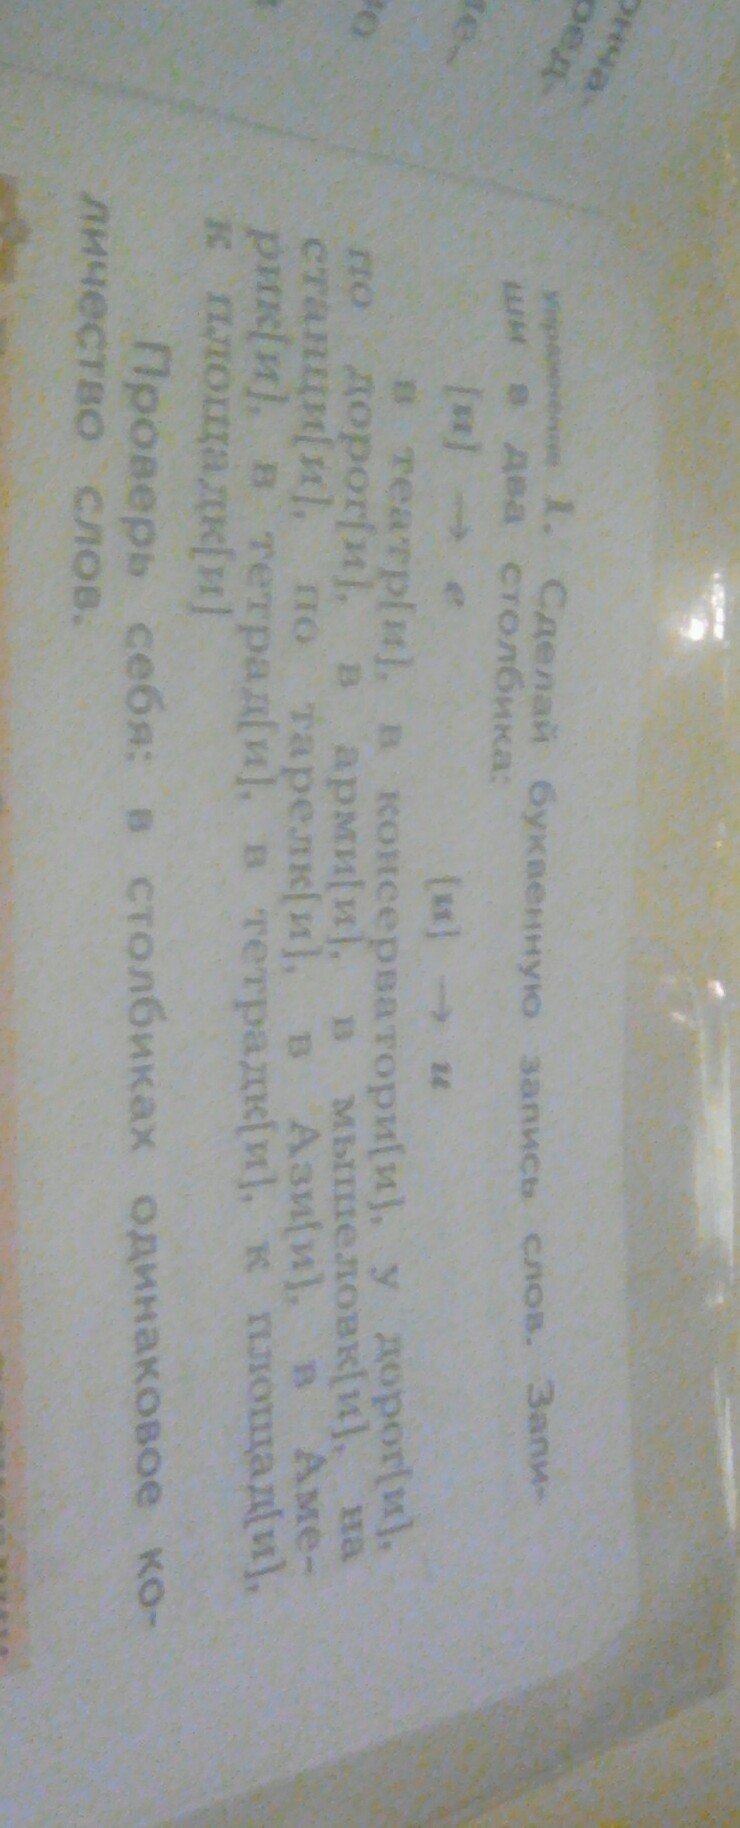 Упражнение 1. Сделай буквенную запись слов. Запи-
ши в два столбика:
[и] → е [и] → и
в театр[и], в консерватори[и], у дорог[и],
по дорог[и], в арми[и], в мышеловк[и], на
станци[и], по тарелк[и], в Ази[и], в Аме-
рик[и], в тетрад[и], в тетрадк[и], к площад[и],
к площадк[и]
Проверь себя: в столбиках одинаковое ко-
личество слов.